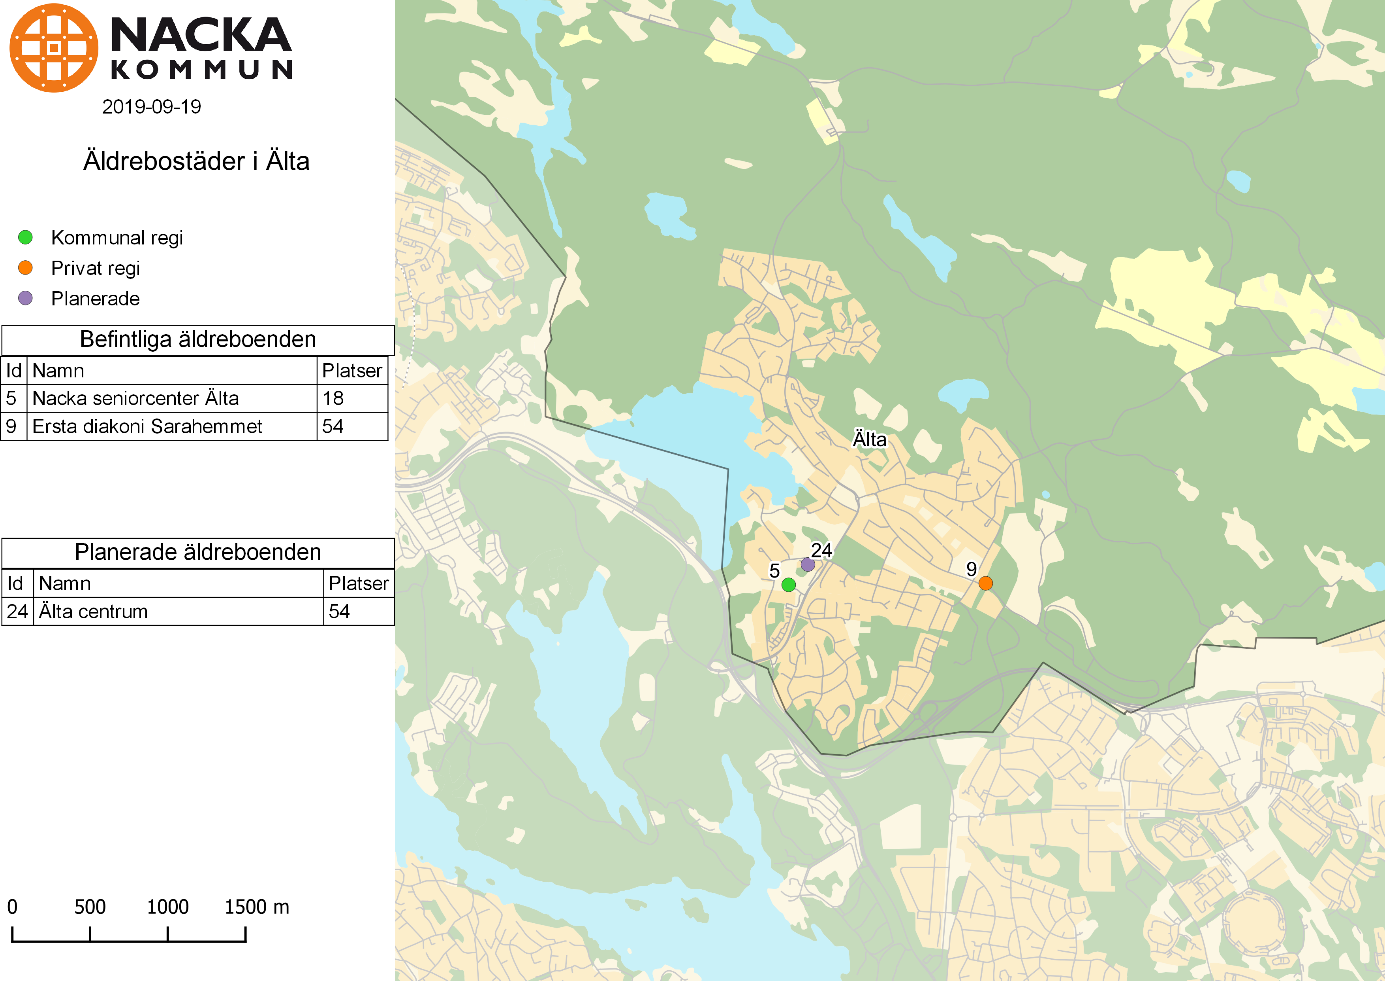 NACKA
KOMMUN
2019-09-19
Äldrebostäder i Älta
Kommunal regi
Privat regi
Planerade
Befintliga äldreboenden
Id Namn Platser
5 Nacka seniorcenter Älta 18
9 Ersta diakoni Sarahemmet 54
Planerade äldreboenden
Id Namn Platser
24 Älta centrum 54
0 500 1000 1500 m
Älta
24
5
9